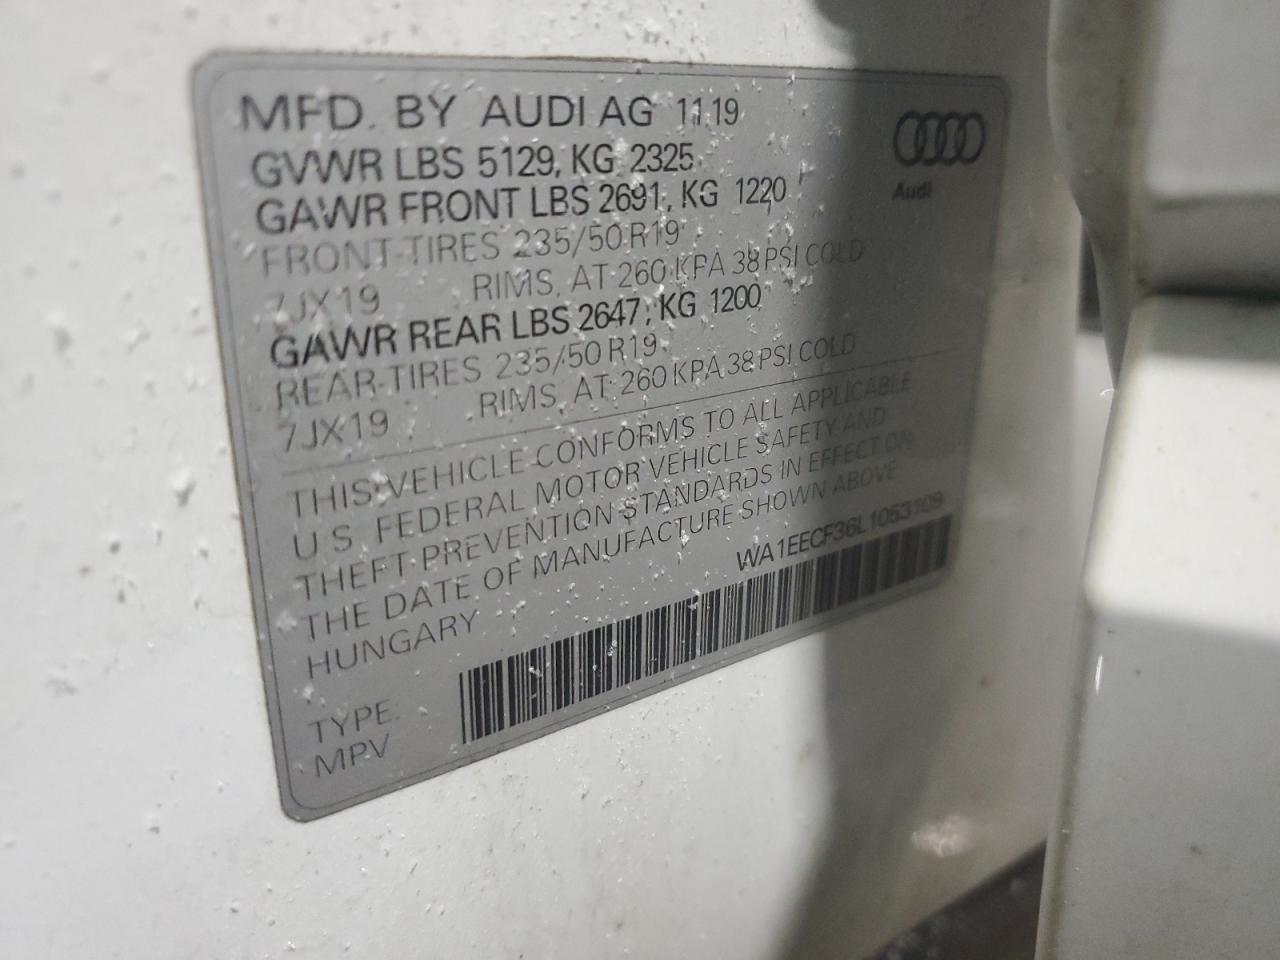 MFD. BY AUDI AG 11.19
GVWR LBS 5129, KG 2325
GAWR FRONT LBS 2691, KG 1220
FRONT-TIRES 235/50 R19
7JX19 RIMS, AT 260 KPA 38 PSI COLD
GAWR REAR LBS 2647, KG 1200
REAR-TIRES 235/50 R19
7JX19 RIMS, AT 260 KPA 38 PSI COLD
THIS VEHICLE CONFORMS TO ALL APPLICABLE
U.S. FEDERAL MOTOR VEHICLE SAFETY AND
THEFT PREVENTION STANDARDS IN EFFECT ON
THE DATE OF MANUFACTURE SHOWN ABOVE
HUNGARY
WA1EECF36L1053109
TYPE
MPV
Audi